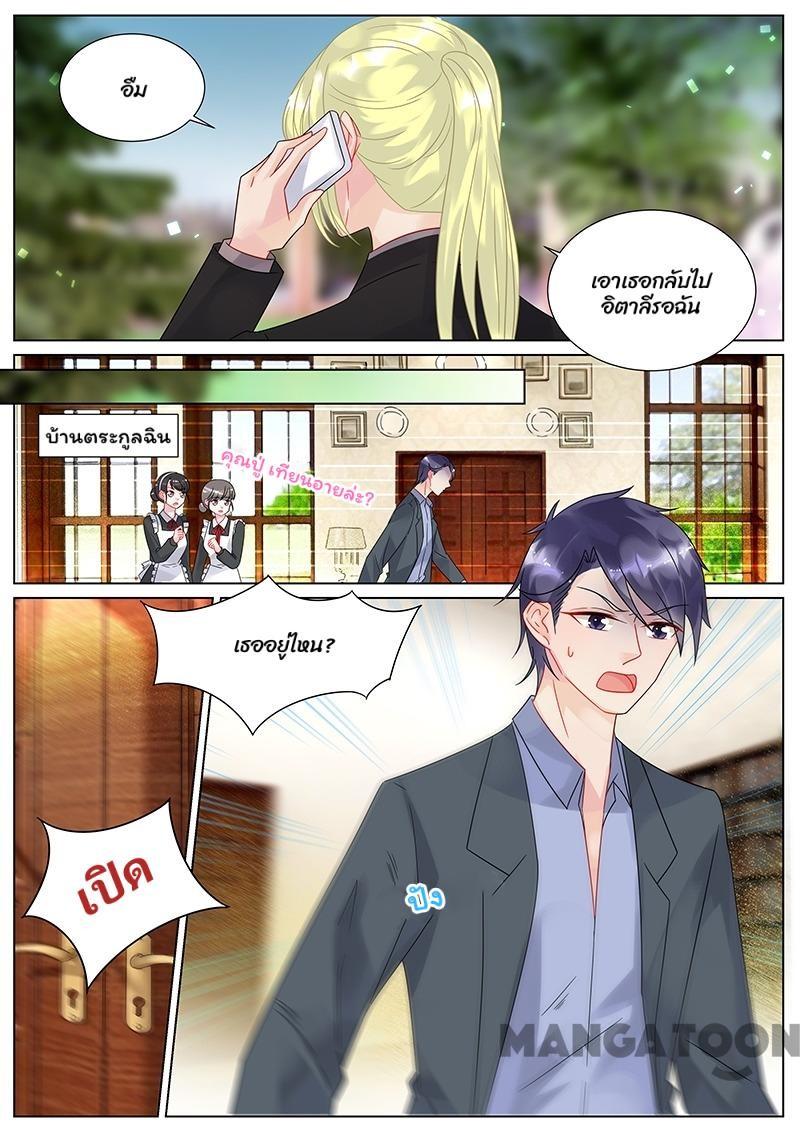 อืม
เอาเธอกลับไป
อิตาลีรอฉัน
บ้านตระกูลฉิน
คุณปู่ เทียนอายล่ะ?
เธออยู่ไหน?
เปิด
ปัง
MANGATOON